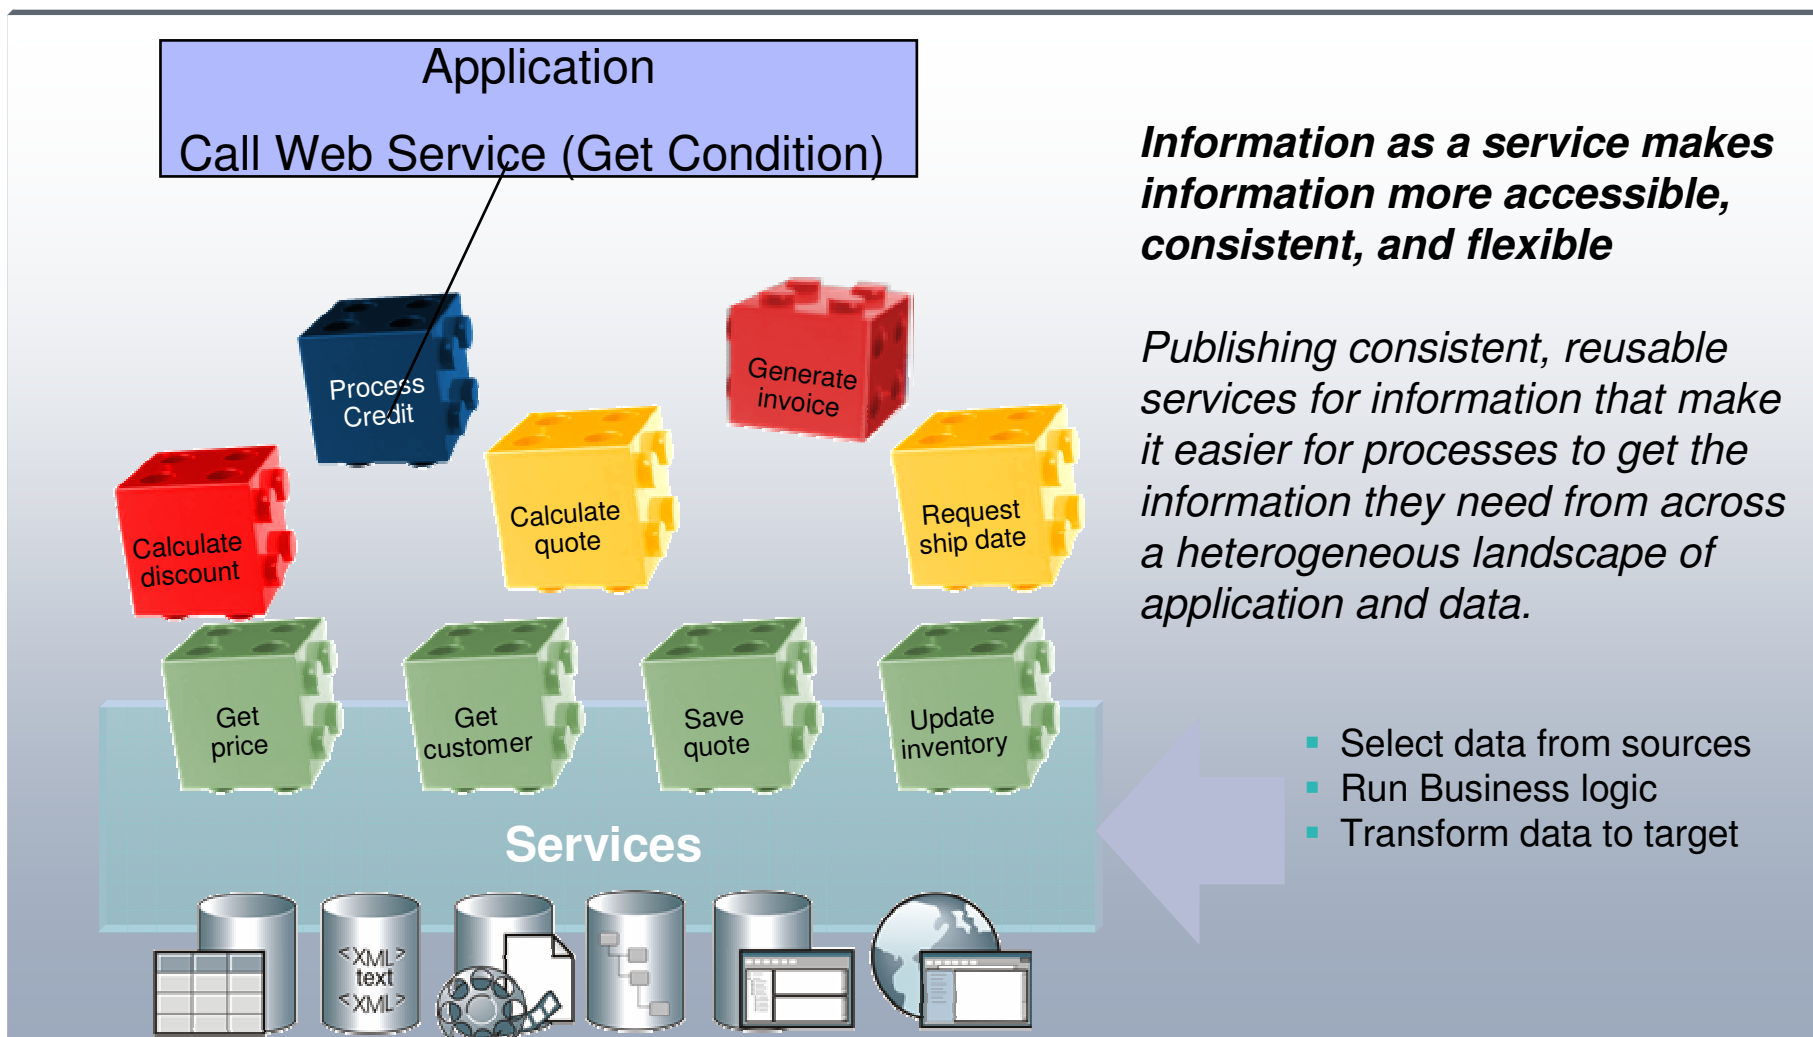 Application
Call Web Service (Get Condition)
Information as a service makes
information more accessible,
consistent, and flexible
Publishing consistent, reusable
services for information that make
it easier for processes to get the
information they need from across
a heterogeneous landscape of
application and data.
Process
Credit
Generate
invoice
Calculate
discount
Calculate
quote
Request
ship date
Get
price
Get
customer
Save
quote
Update
inventory
Select data from sources
Run Business logic
Transform data to target
Services
<XML>
text
<XML>